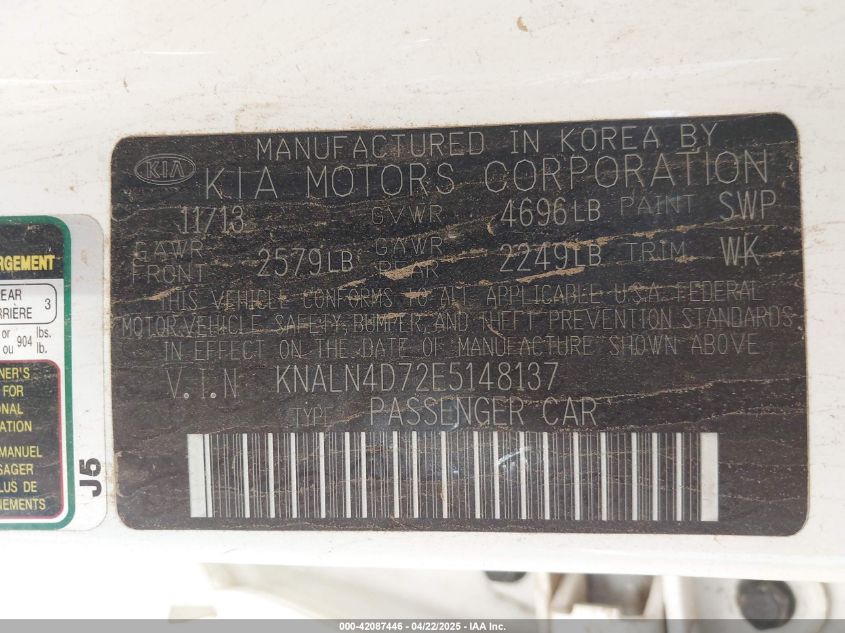 MANUFACTURED IN KOREA BY
KIA KIA MOTORS CORPORATION
11/13 GVWR 4696LB PAINT SWP
GAWR FRONT 2579LB GAWR REAR 2249LB TRIM WK
THIS VEHICLE CONFORMS TO ALL APPLICABLE U.S.A. FEDERAL
MOTOR VEHICLE SAFETY, BUMPER, AND THEFT PREVENTION STANDARDS
IN EFFECT ON THE DATE OF MANUFACTURE SHOWN ABOVE
V.I.N KNALN4D72E5148137
TYPE PASSENGER CAR
RGEMENT
EAR
RRIÈRE 3
or lbs.
ou 904 lb.
NER'S
FOR
ONAL
ATION
MANUEL
SAGER
LUS DE
NEMENTS
J5
000-42087446 - 04/22/2025 - IAA Inc.